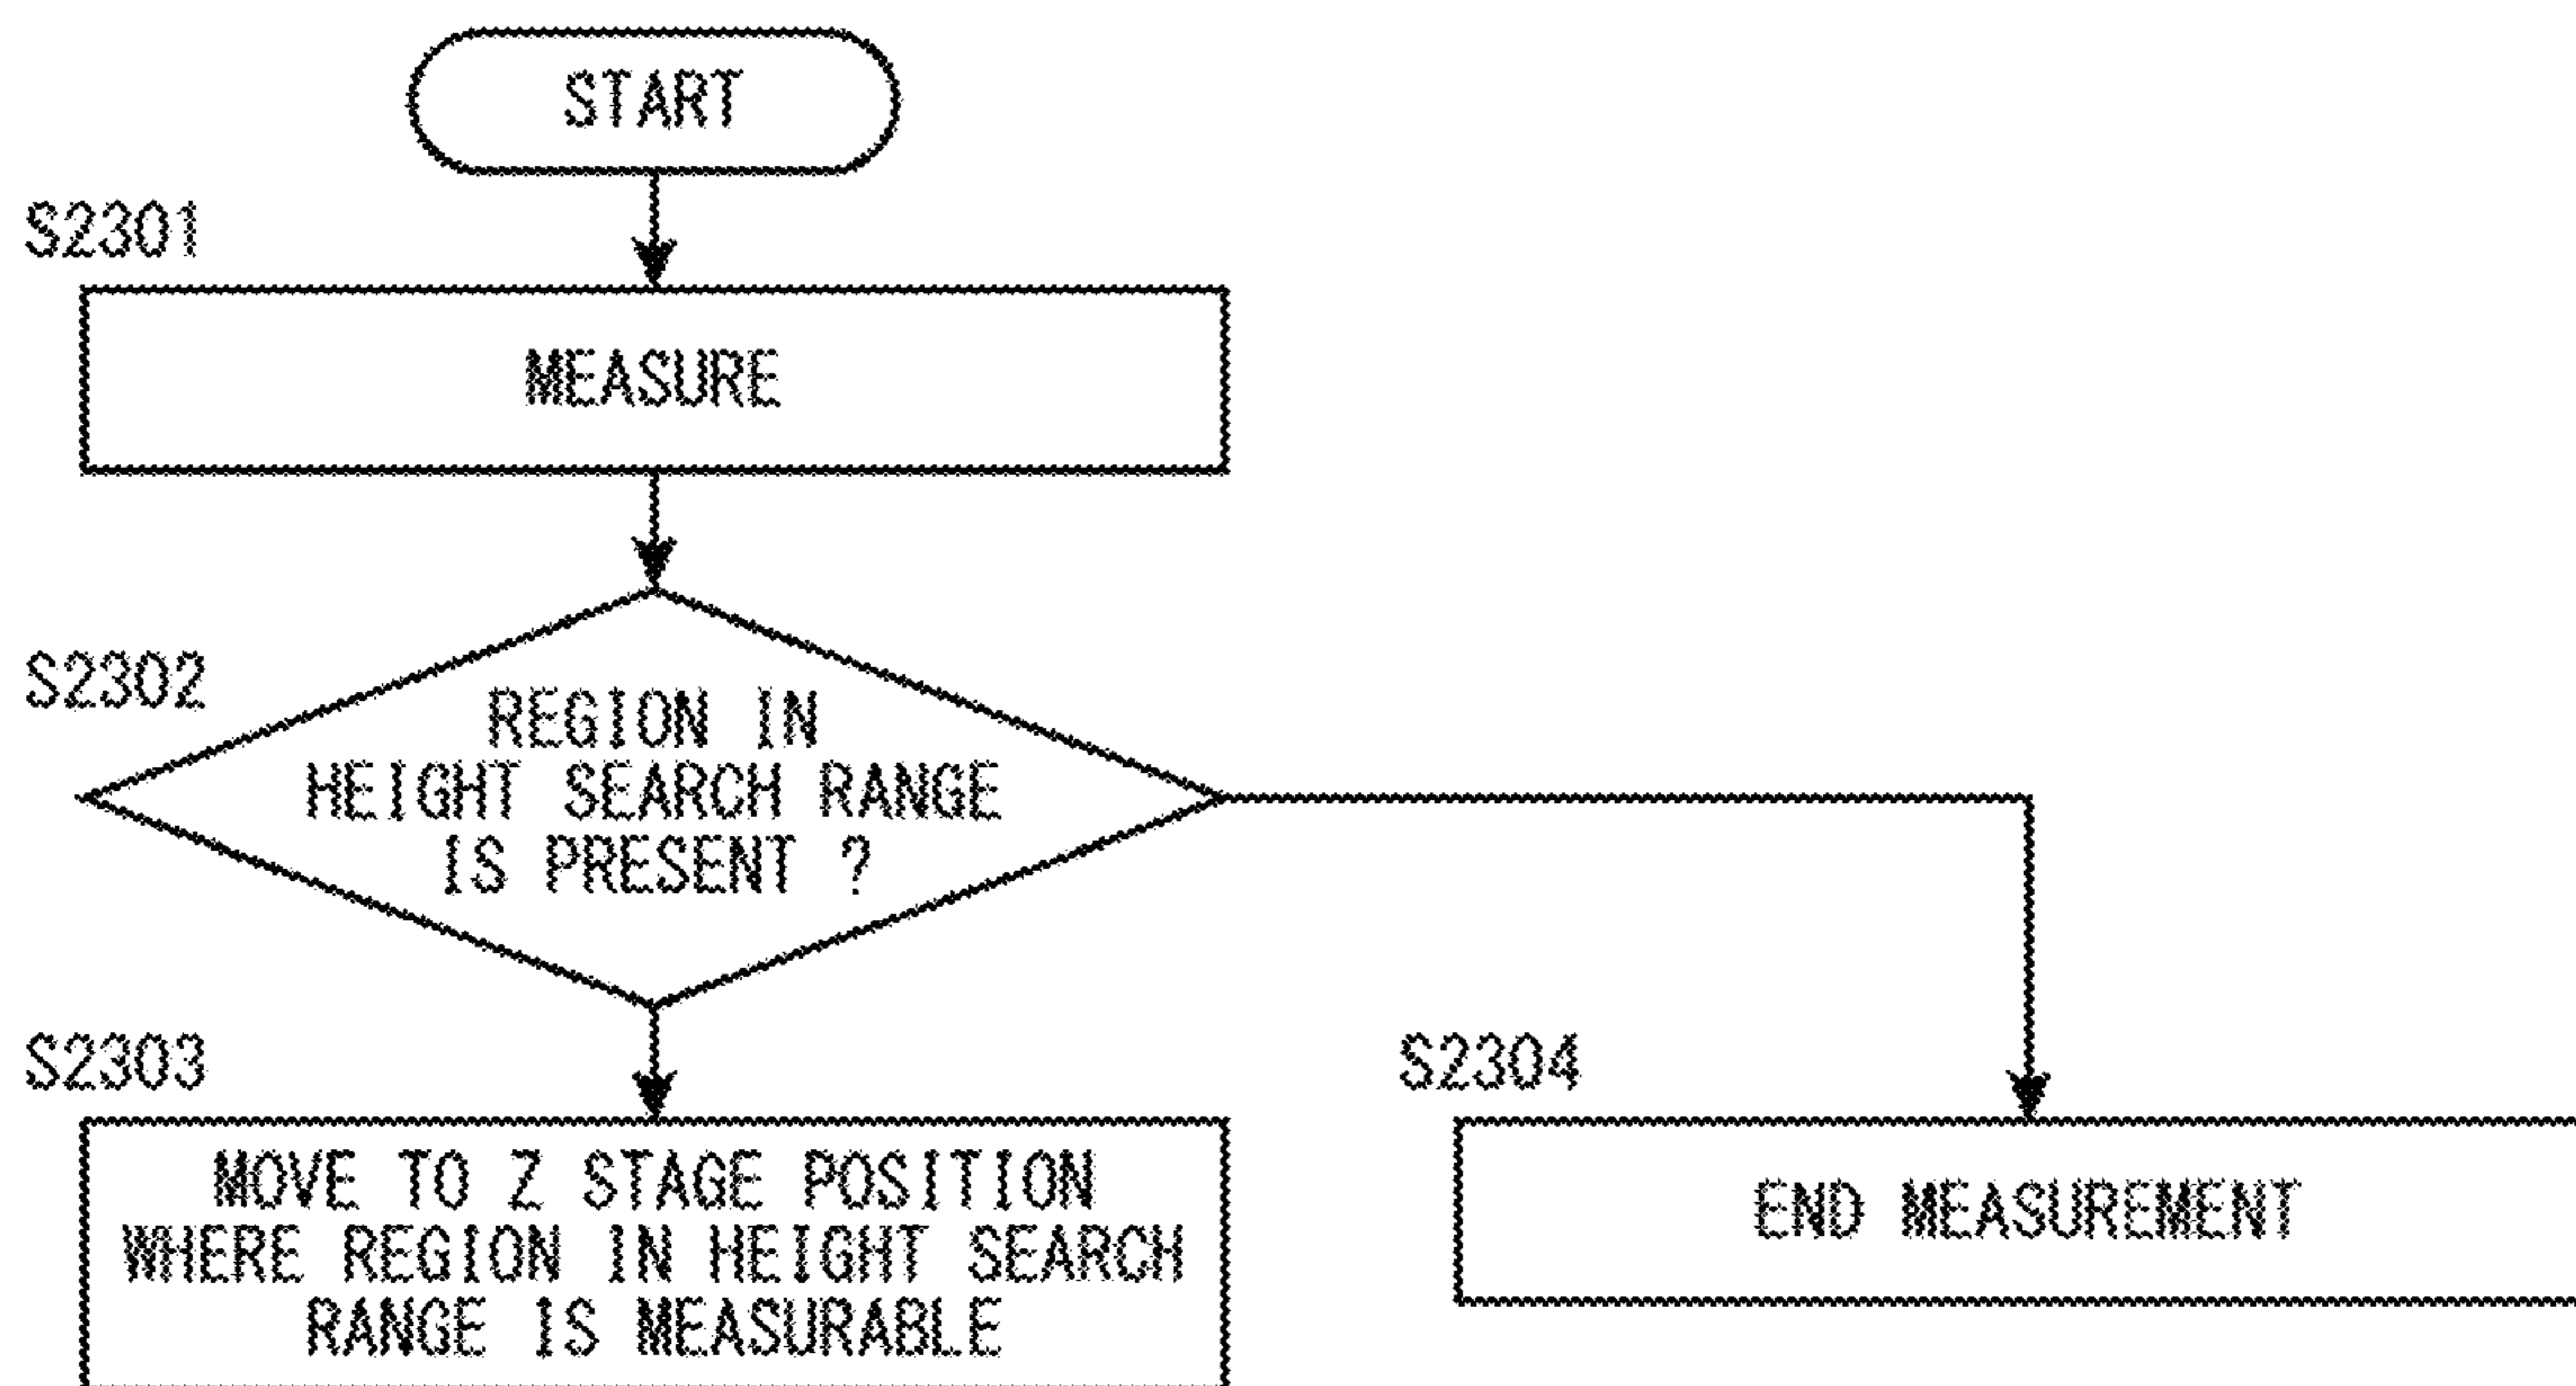 START
S2301
MEASURE
S2302
REGION IN
HEIGHT SEARCH RANGE
IS PRESENT ?
S2303
MOVE TO Z STAGE POSITION
WHERE REGION IN HEIGHT SEARCH
RANGE IS MEASURABLE
S2304
END MEASUREMENT